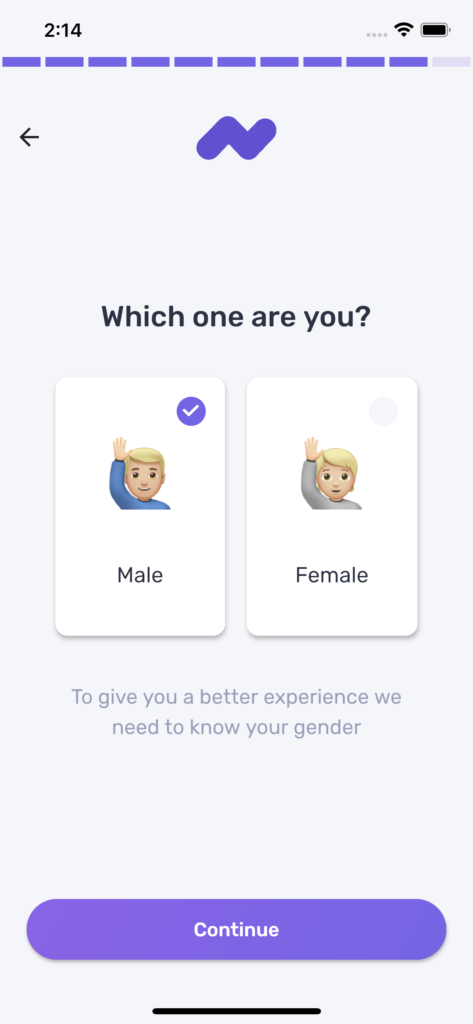 2:14
Which one are you?
Male
Female
To give you a better experience we
need to know your gender
Continue